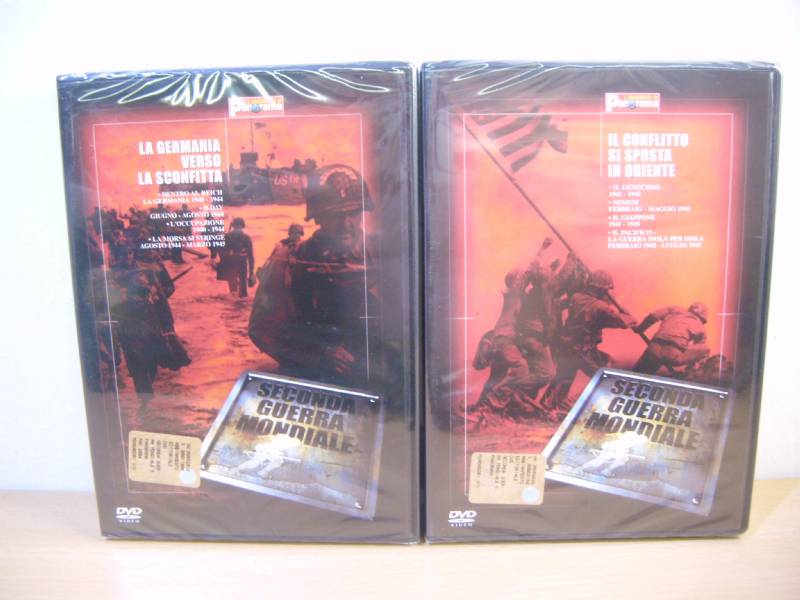 Panorama
LA GERMANIA
VERSO
LA SCONFITTA
• DENTRO AL REICH
LA GERMANIA 1940 - 1944
• D-DAY
GIUGNO - AGOSTO 1944
• L'OCCUPAZIONE
1940 - 1944
• LA MORSA SI STRINGE
AGOSTO 1944 - MARZO 1945
SECONDA
GUERRA
MONDIALE
DVD
VIDEO
Panorama
IL CONFLITTO
SI SPOSTA
IN ORIENTE
• IL GENOCIDIO
1941 - 1945
• NEMESI
FEBBRAIO - MAGGIO 1945
• IL GIAPPONE
1941 - 1945
• IL PACIFICO -
LA GUERRA ISOLA PER ISOLA
FEBBRAIO 1942 - LUGLIO 1945
SECONDA
GUERRA
MONDIALE
DVD
VIDEO